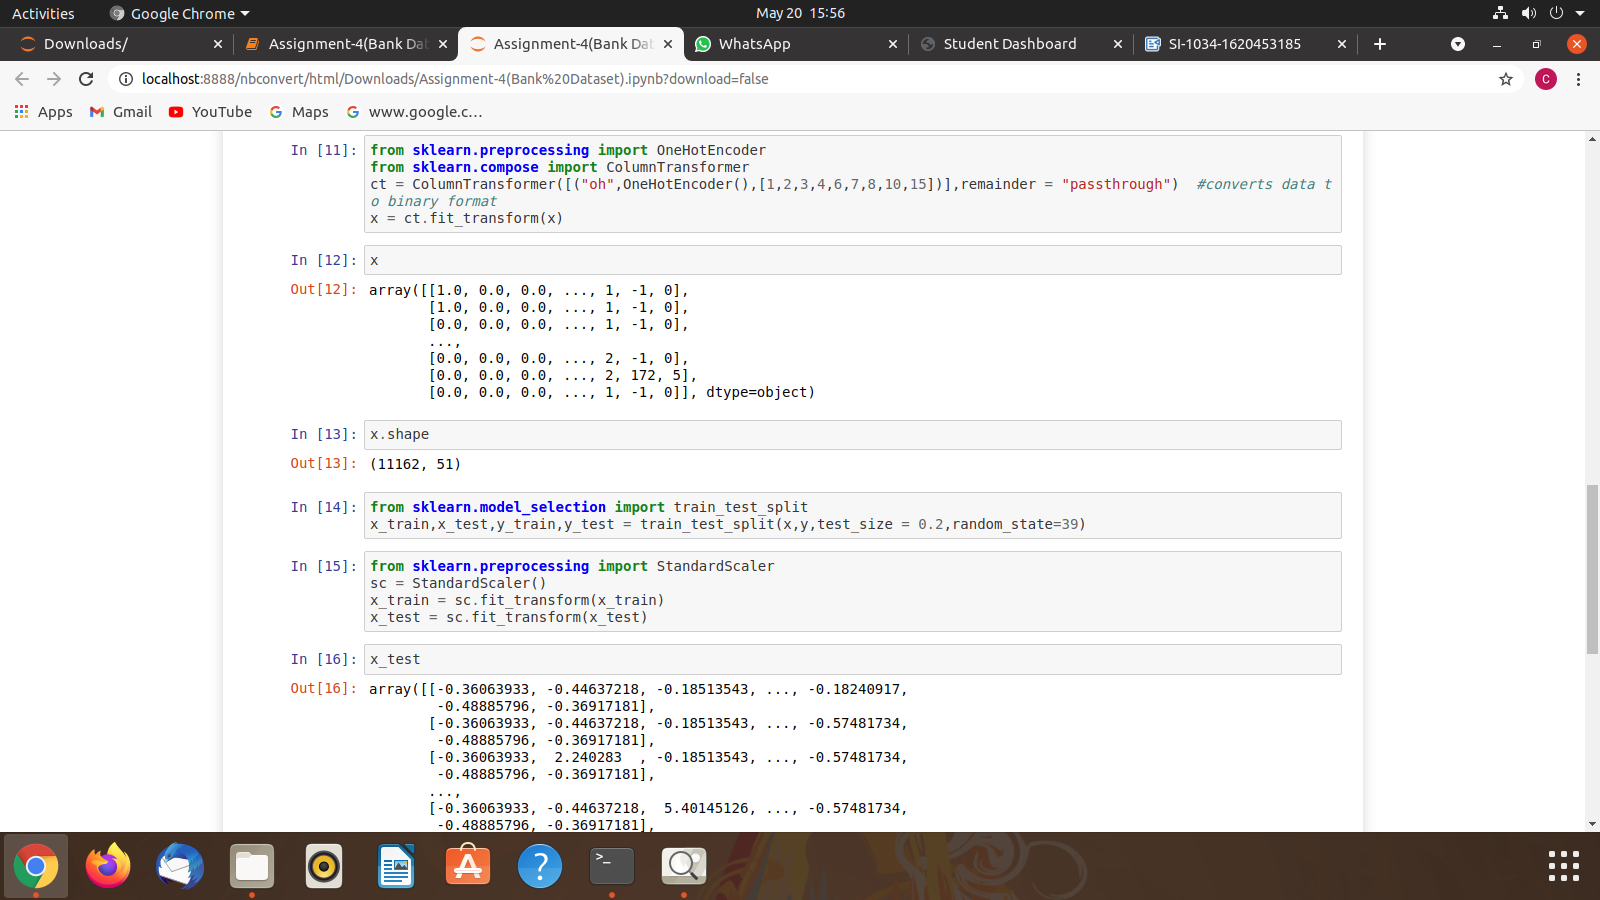 Activities
Google Chrome
May 20 15:56
Downloads/
Assignment-4(Bank Dat
Assignment-4(Bank Dat
WhatsApp
Student Dashboard
SI-1034-1620453185
localhost:8888/nbconvert/html/Downloads/Assignment-4(Bank%20Dataset).ipynb?download=false
C
Apps
Gmail
YouTube
Maps
www.google.c...
In [11]: from sklearn.preprocessing import OneHotEncoder
from sklearn.compose import ColumnTransformer
ct = ColumnTransformer([("oh",OneHotEncoder(),[1,2,3,4,6,7,8,10,15])],remainder = "passthrough")  #converts data t
o binary format
x = ct.fit_transform(x)
In [12]: x
Out[12]: array([[1.0, 0.0, 0.0, ..., 1, -1, 0],
[1.0, 0.0, 0.0, ..., 1, -1, 0],
[0.0, 0.0, 0.0, ..., 1, -1, 0],
...,
[0.0, 0.0, 0.0, ..., 2, -1, 0],
[0.0, 0.0, 0.0, ..., 2, 172, 5],
[0.0, 0.0, 0.0, ..., 1, -1, 0]], dtype=object)
In [13]: x.shape
Out[13]: (11162, 51)
In [14]: from sklearn.model_selection import train_test_split
x_train,x_test,y_train,y_test = train_test_split(x,y,test_size = 0.2,random_state=39)
In [15]: from sklearn.preprocessing import StandardScaler
sc = StandardScaler()
x_train = sc.fit_transform(x_train)
x_test = sc.fit_transform(x_test)
In [16]: x_test
Out[16]: array([[-0.36063933, -0.44637218, -0.18513543, ..., -0.18240917,
-0.48885796, -0.36917181],
[-0.36063933, -0.44637218, -0.18513543, ..., -0.57481734,
-0.48885796, -0.36917181],
[-0.36063933,  2.240283  , -0.18513543, ..., -0.57481734,
-0.48885796, -0.36917181],
...,
[-0.36063933, -0.44637218,  5.40145126, ..., -0.57481734,
-0.48885796, -0.36917181],